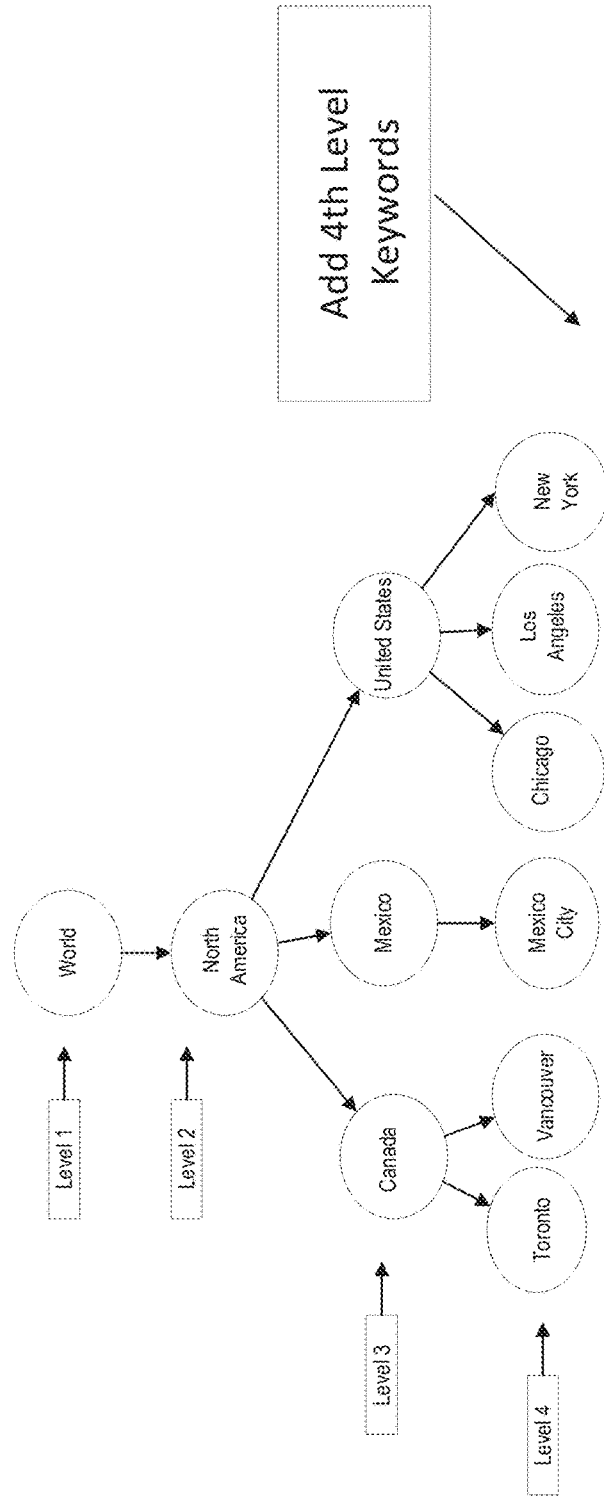 Level 1
World
Level 2
North
America
Level 3
Canada
Mexico
United States
Level 4
Toronto
Vancouver
Mexico
City
Chicago
Los
Angeles
New
York
Add 4th Level
Keywords